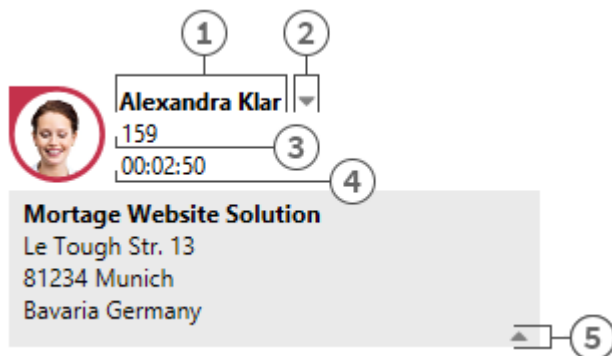 1
2
Alexandra Klar
159
3
00:02:50
4
Mortage Website Solution
Le Tough Str. 13
81234 Munich
Bavaria Germany
5